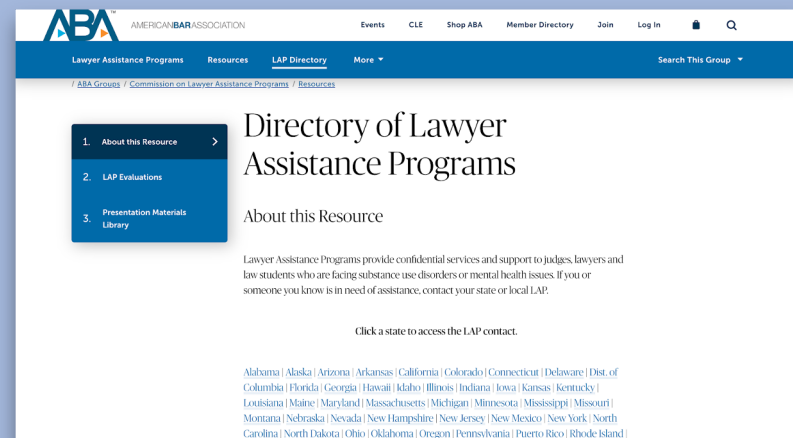 ABA™
AMERICANBARASSOCIATION
Events CLE Shop ABA Member Directory Join Log In
Lawyer Assistance Programs Resources LAP Directory More Search This Group
/ ABA Groups / Commission on Lawyer Assistance Programs / Resources
1. About this Resource
2. LAP Evaluations
3. Presentation Materials
Library
Directory of Lawyer
Assistance Programs
About this Resource
Lawyer Assistance Programs provide confidential services and support to judges, lawyers and
law students who are facing substance use disorders or mental health issues. If you or
someone you know is in need of assistance, contact your state or local LAP.
Click a state to access the LAP contact.
Alabama | Alaska | Arizona | Arkansas | California | Colorado | Connecticut | Delaware | Dist. of
Columbia | Florida | Georgia | Hawaii | Idaho | Illinois | Indiana | Iowa | Kansas | Kentucky |
Louisiana | Maine | Maryland | Massachusetts | Michigan | Minnesota | Mississippi | Missouri |
Montana | Nebraska | Nevada | New Hampshire | New Jersey | New Mexico | New York | North
Carolina | North Dakota | Ohio | Oklahoma | Oregon | Pennsylvania | Puerto Rico | Rhode Island |